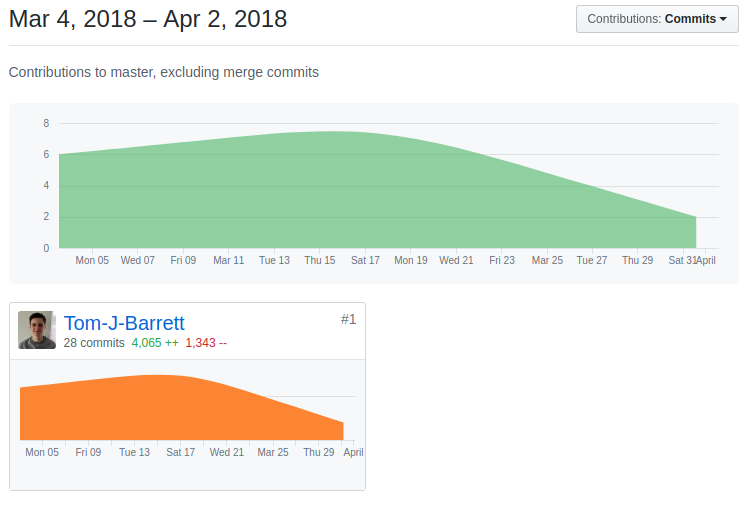 Mar 4, 2018 – Apr 2, 2018
Contributions: Commits
Contributions to master, excluding merge commits
8
6
4
2
0
Mon 05 Wed 07 Fri 09 Mar 11 Tue 13 Thu 15 Sat 17 Mon 19 Wed 21 Fri 23 Mar 25 Tue 27 Thu 29 Sat 31 April
Tom-J-Barrett #1
28 commits 4,065 ++ 1,343 --
Mon 05 Fri 09 Tue 13 Sat 17 Wed 21 Mar 25 Thu 29 April